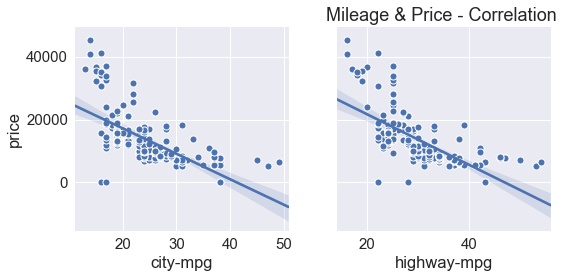 Mileage & Price - Correlation
price
40000
20000
0
20 30 40 50
city-mpg
20 40
highway-mpg